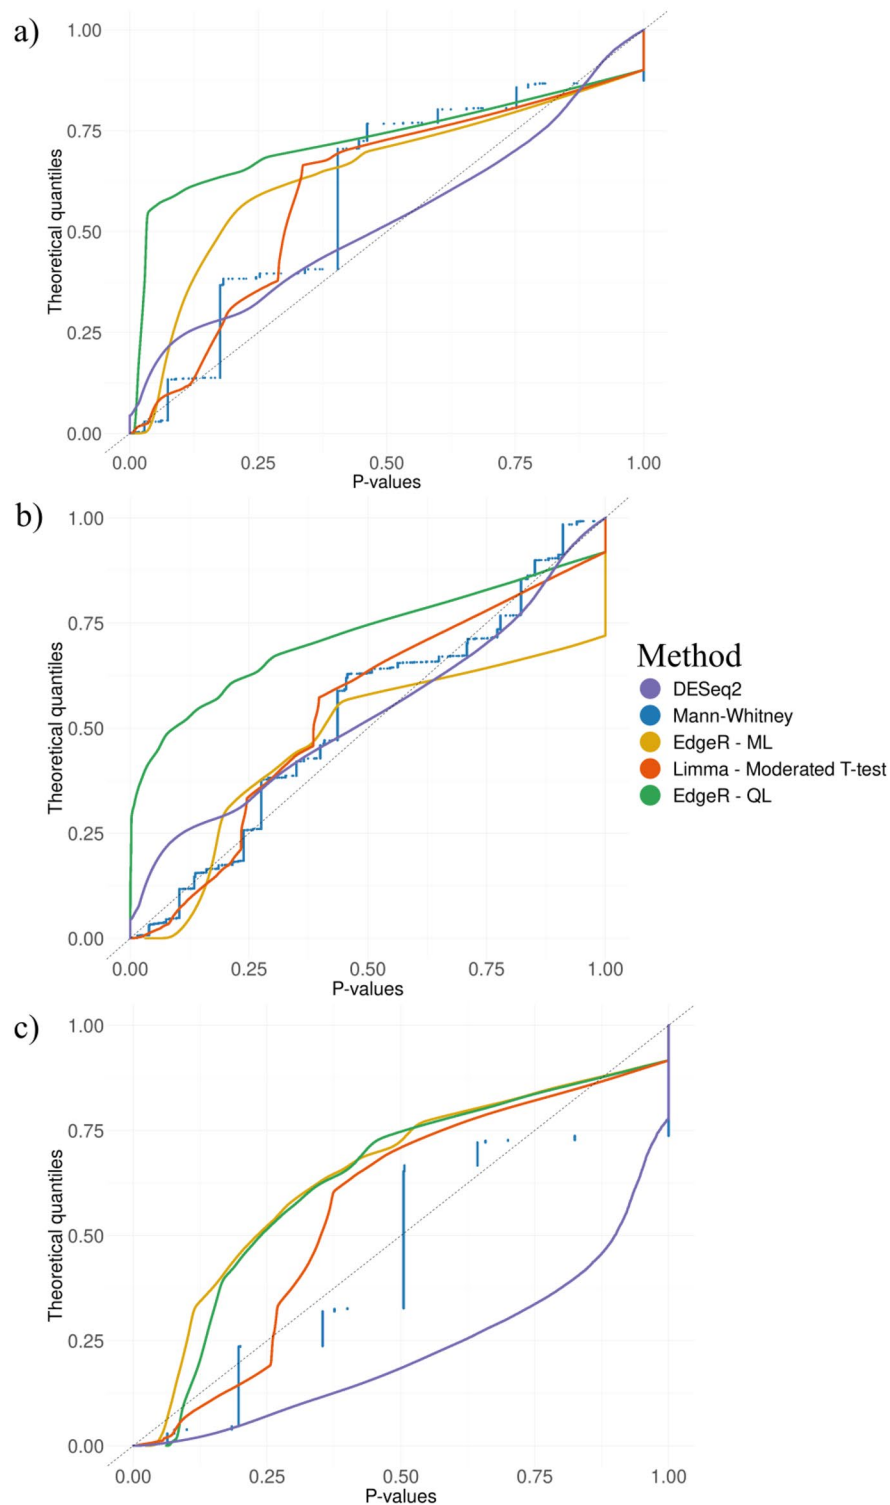 a)
1.00
0.75
0.50
0.25
0.00
Theoretical quantiles
0.00 0.25 0.50 0.75 1.00
P-values
b)
1.00
0.75
0.50
0.25
0.00
Theoretical quantiles
0.00 0.25 0.50 0.75 1.00
P-values
Method
DESeq2
Mann-Whitney
EdgeR - ML
Limma - Moderated T-test
EdgeR - QL
c)
1.00
0.75
0.50
0.25
0.00
Theoretical quantiles
0.00 0.25 0.50 0.75 1.00
P-values